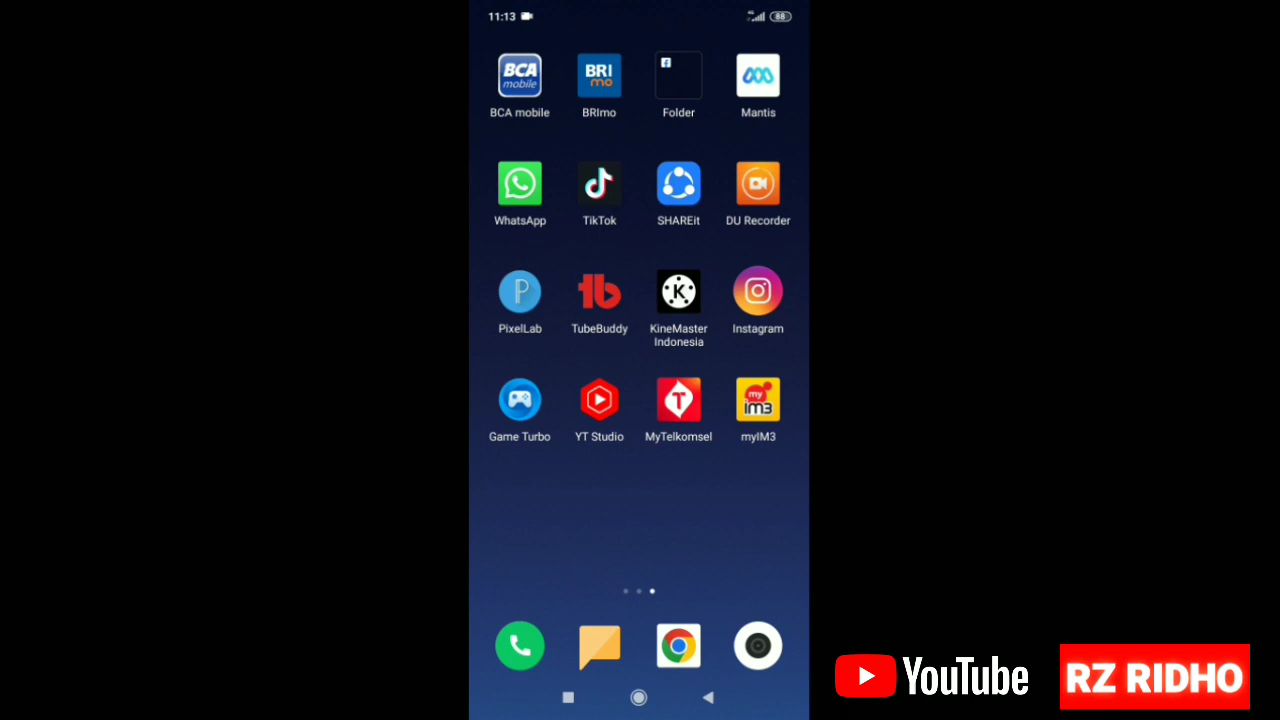 11:13
88
BCA
mobile
BRI
mo
BCA mobile
BRImo
Folder
Mantis
WhatsApp
TikTok
SHAREit
DU Recorder
PixelLab
TubeBuddy
KineMaster
Indonesia
Instagram
my
im3
Game Turbo
YT Studio
MyTelkomsel
myIM3
YouTube
RZ RIDHO